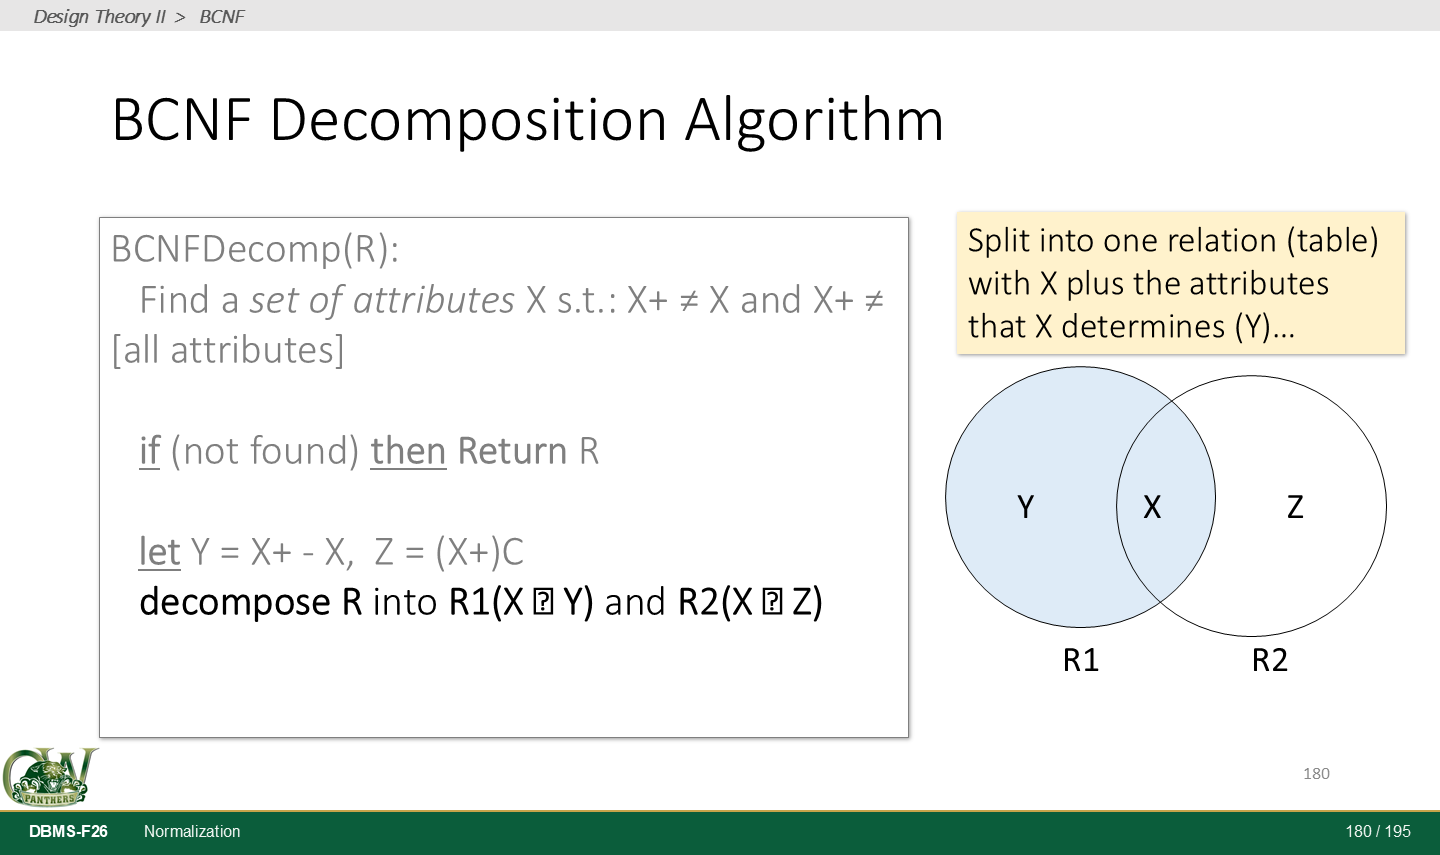 Design Theory II > BCNF
BCNF Decomposition Algorithm
BCNFDecomp(R):
Find a set of attributes X s.t.: X+ ≠ X and X+ ≠
[all attributes]
if (not found) then Return R
let Y = X+ - X, Z = (X+)C
decompose R into R1(X ⍰ Y) and R2(X ⍰ Z)
Split into one relation (table)
with X plus the attributes
that X determines (Y)…
Y X Z
R1 R2
180
PANTHERS
DBMS-F26 Normalization 180 / 195